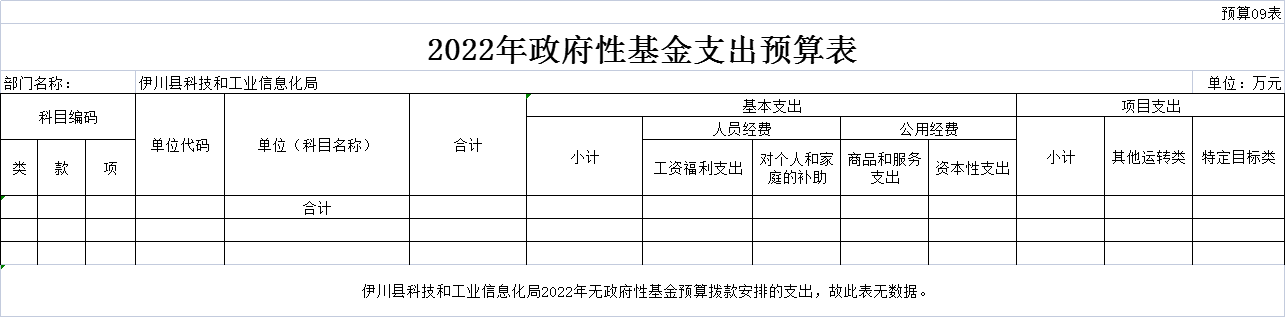 预算09表
2022年政府性基金支出预算表
部门名称： 伊川县科技和工业信息化局 单位：万元
科目编码 单位代码 单位（科目名称） 合计 基本支出 项目支出
小计 人员经费 公用经费 小计 其他运转类 特定目标类
类 款 项 工资福利支出 对个人和家 商品和服务 资本性支出
庭的补助 支出
合计
伊川县科技和工业信息化局2022年无政府性基金预算拨款安排的支出，故此表无数据。